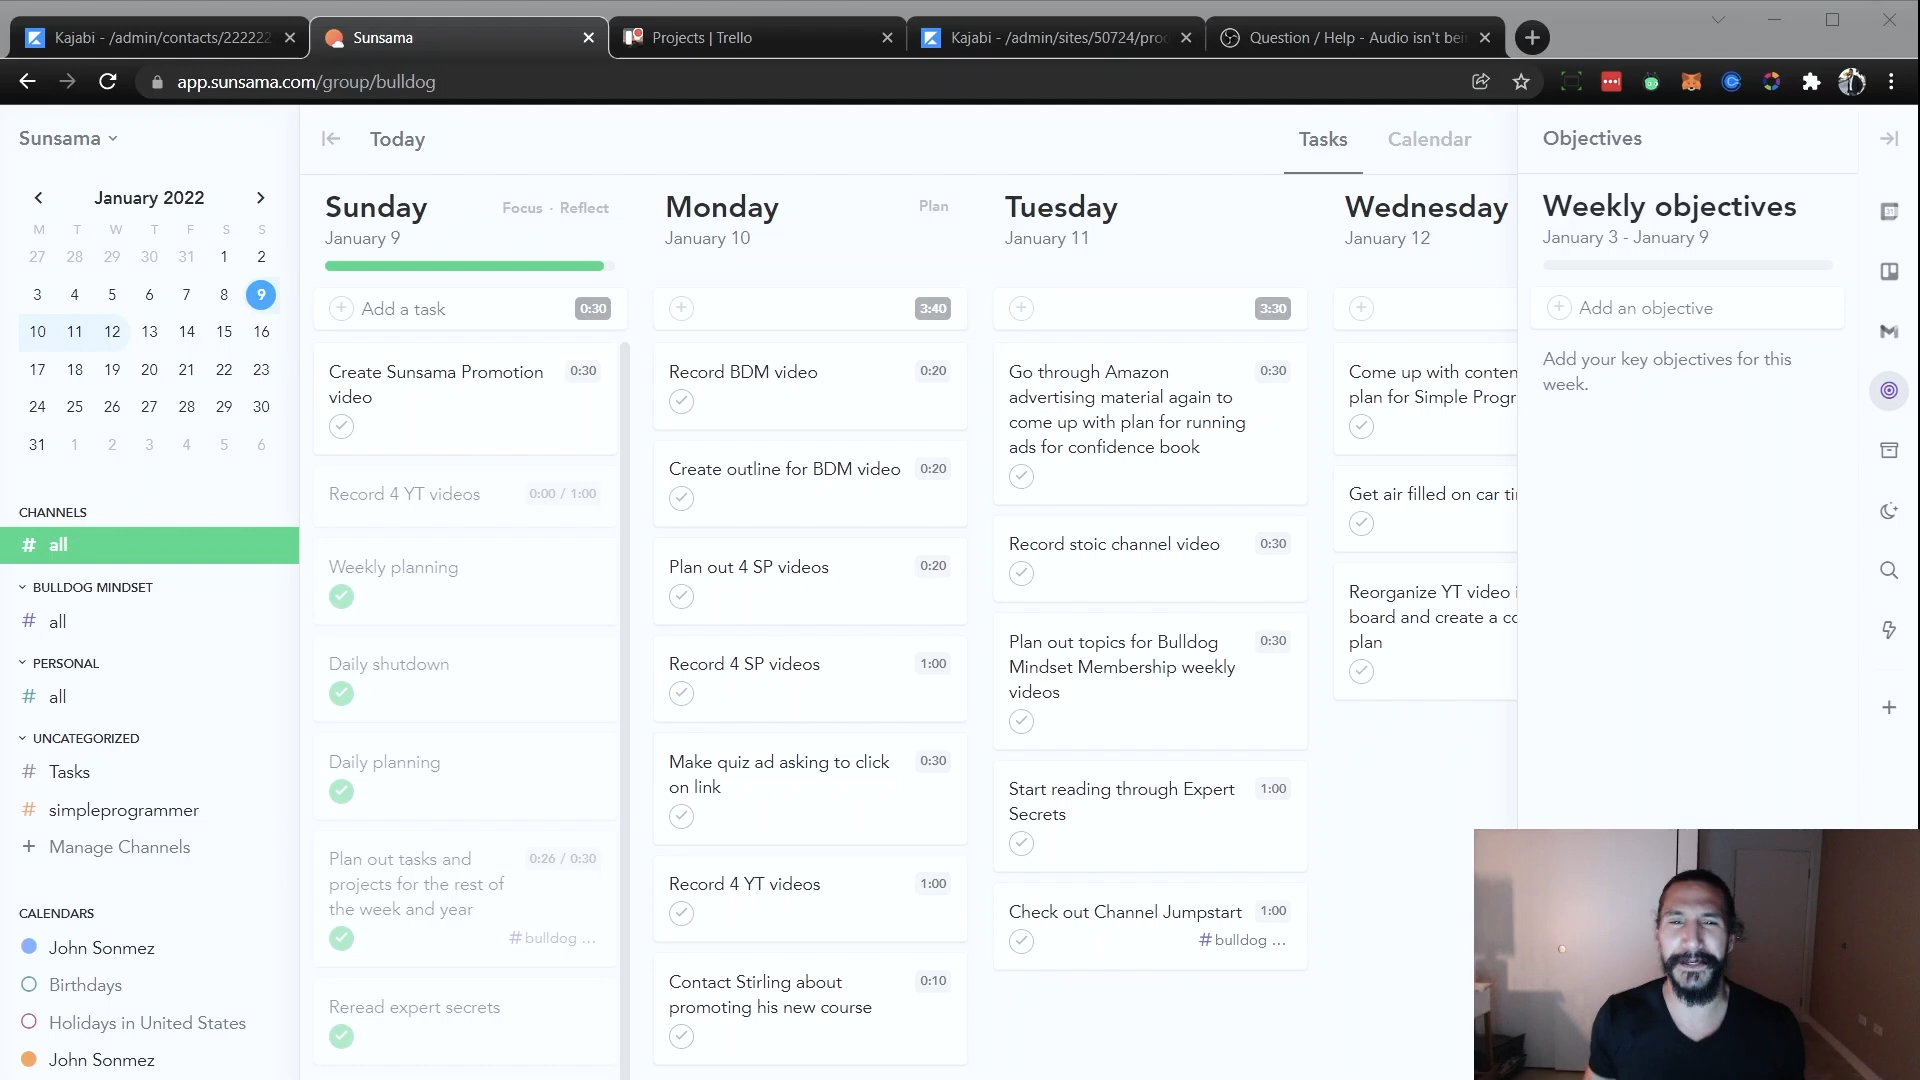 Kajabi - /admin/contacts/222222
Sunsama
Projects | Trello
Kajabi - /admin/sites/50724/proc
Question / Help - Audio isn't bei
app.sunsama.com/group/bulldog
Sunsama
January 2022
M T W T F S S
27 28 29 30 31 1 2
3 4 5 6 7 8 9
10 11 12 13 14 15 16
17 18 19 20 21 22 23
24 25 26 27 28 29 30
31 1 2 3 4 5 6
CHANNELS
# all
BULLDOG MINDSET
# all
PERSONAL
# all
UNCATEGORIZED
# Tasks
# simpleprogrammer
+ Manage Channels
CALENDARS
John Sonmez
Birthdays
Holidays in United States
John Sonmez
Today
Tasks
Calendar
Sunday
Focus · Reflect
January 9
Add a task 0:30
Create Sunsama Promotion 0:30
video
Record 4 YT videos 0:00 / 1:00
Weekly planning
Daily shutdown
Daily planning
Plan out tasks and 0:26 / 0:30
projects for the rest of
the week and year
# bulldog ...
Reread expert secrets
Monday
Plan
January 10
3:40
Record BDM video 0:20
Create outline for BDM video 0:20
Plan out 4 SP videos 0:20
Record 4 SP videos 1:00
Make quiz ad asking to click 0:30
on link
Record 4 YT videos 1:00
Contact Stirling about 0:10
promoting his new course
Tuesday
January 11
3:30
Go through Amazon 0:30
advertising material again to
come up with plan for running
ads for confidence book
Record stoic channel video 0:30
Plan out topics for Bulldog 0:30
Mindset Membership weekly
videos
Start reading through Expert 1:00
Secrets
Check out Channel Jumpstart 1:00
# bulldog ...
Wednesday
January 12
Come up with conten
plan for Simple Progr
Get air filled on car ti
Reorganize YT video i
board and create a co
plan
Objectives
Weekly objectives
January 3 - January 9
Add an objective
Add your key objectives for this
week.